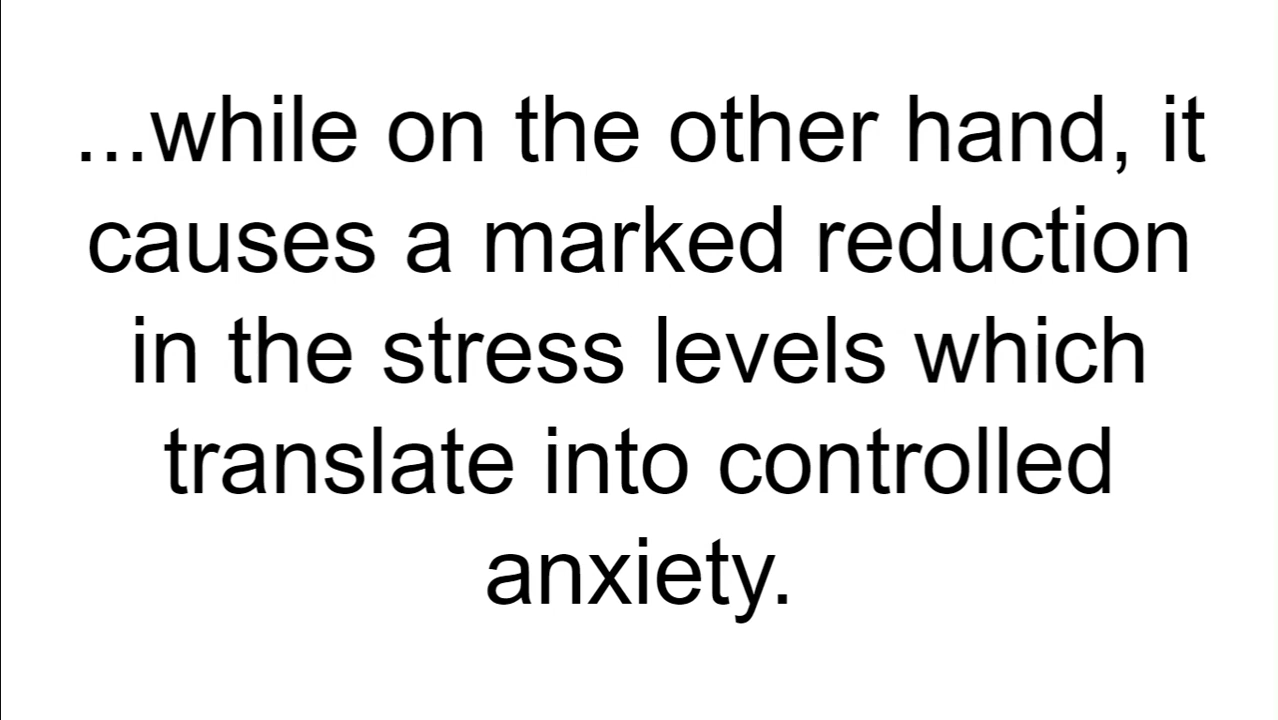 ...while on the other hand, it
causes a marked reduction
in the stress levels which
translate into controlled
anxiety.